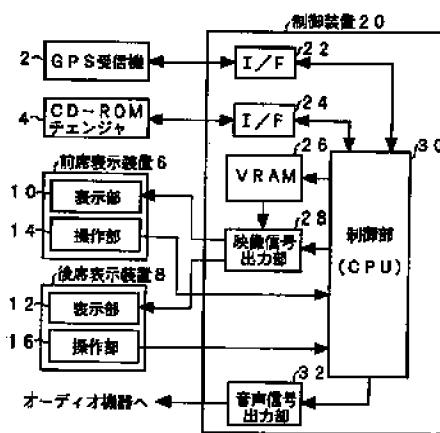 制御装置20
2 GPS受信機
I/F 22
4 CD-ROM
チェンジャ
I/F 24
30
前席表示装置6
VRAM 26
10 表示部
14 操作部
映像信号
出力部 28
制御部
(CPU)
後席表示装置8
12 表示部
16 操作部
オーディオ機器へ
音声信号
出力部 32